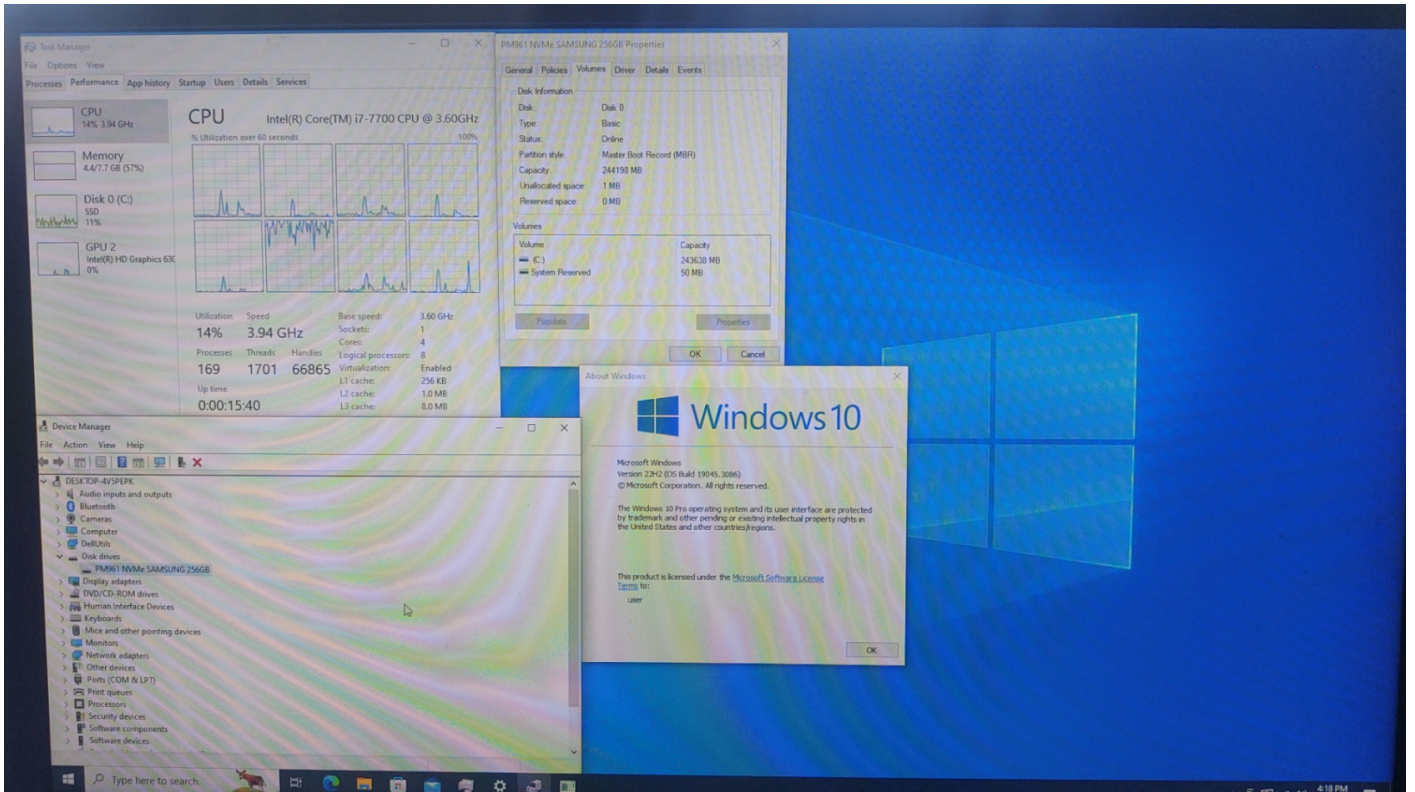 Task Manager
File Options View
Processes Performance App history Startup Users Details Services
CPU
14% 3.94 GHz
Memory
4.4/7.7 GB (57%)
Disk 0 (C:)
SSD
11%
GPU 2
Intel(R) HD Graphics 630
0%
CPU
Intel(R) Core(TM) i7-7700 CPU @ 3.60GHz
% Utilization over 60 seconds
100%
Utilization Speed
14% 3.94 GHz
Processes Threads Handles
169 1701 66865
Up time
0:00:15:40
Base speed: 3.60 GHz
Sockets: 1
Cores: 4
Logical processors: 8
Virtualization: Enabled
L1 cache: 256 KB
L2 cache: 1.0 MB
L3 cache: 8.0 MB
PM961 NVMe SAMSUNG 256GB Properties
General Policies Volumes Driver Details Events
Disk Information
Disk: Disk 0
Type: Basic
Status: Online
Partition style: Master Boot Record (MBR)
Capacity: 244198 MB
Unallocated space: 1 MB
Reserved space: 0 MB
Volumes
Volume Capacity
(C:) 243638 MB
System Reserved 50 MB
Populate Properties
OK Cancel
About Windows
Windows 10
Microsoft Windows
Version 22H2 (OS Build 19045.3086)
© Microsoft Corporation. All rights reserved.
The Windows 10 Pro operating system and its user interface are protected
by trademark and other pending or existing intellectual property rights in
the United States and other countries/regions.
This product is licensed under the Microsoft Software License
Terms to:
user
OK
Device Manager
File Action View Help
DESKTOP-4VSPEPK
Audio inputs and outputs
Bluetooth
Cameras
Computer
DellUtils
Disk drives
PM961 NVMe SAMSUNG 256GB
Display adapters
DVD/CD-ROM drives
Human Interface Devices
Keyboards
Mice and other pointing devices
Monitors
Network adapters
Other devices
Ports (COM & LPT)
Print queues
Processors
Security devices
Software components
Software devices
Type here to search
4:18 PM